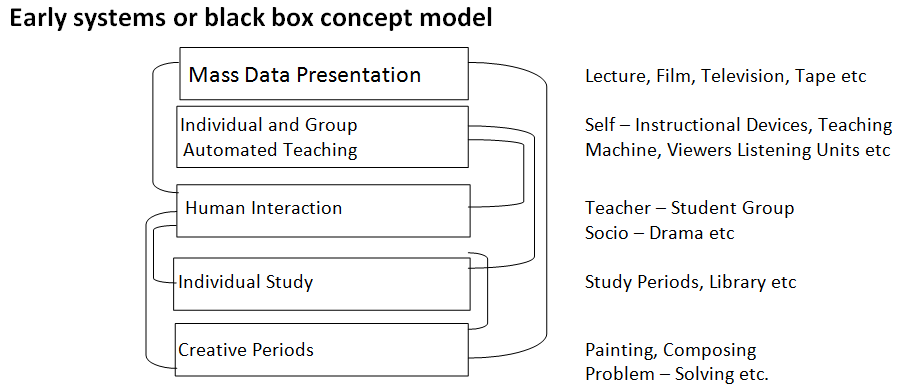 Early systems or black box concept model
Mass Data Presentation
Lecture, Film, Television, Tape etc
Individual and Group
Automated Teaching
Self – Instructional Devices, Teaching
Machine, Viewers Listening Units etc
Human Interaction
Teacher – Student Group
Socio – Drama etc
Individual Study
Study Periods, Library etc
Creative Periods
Painting, Composing
Problem – Solving etc.